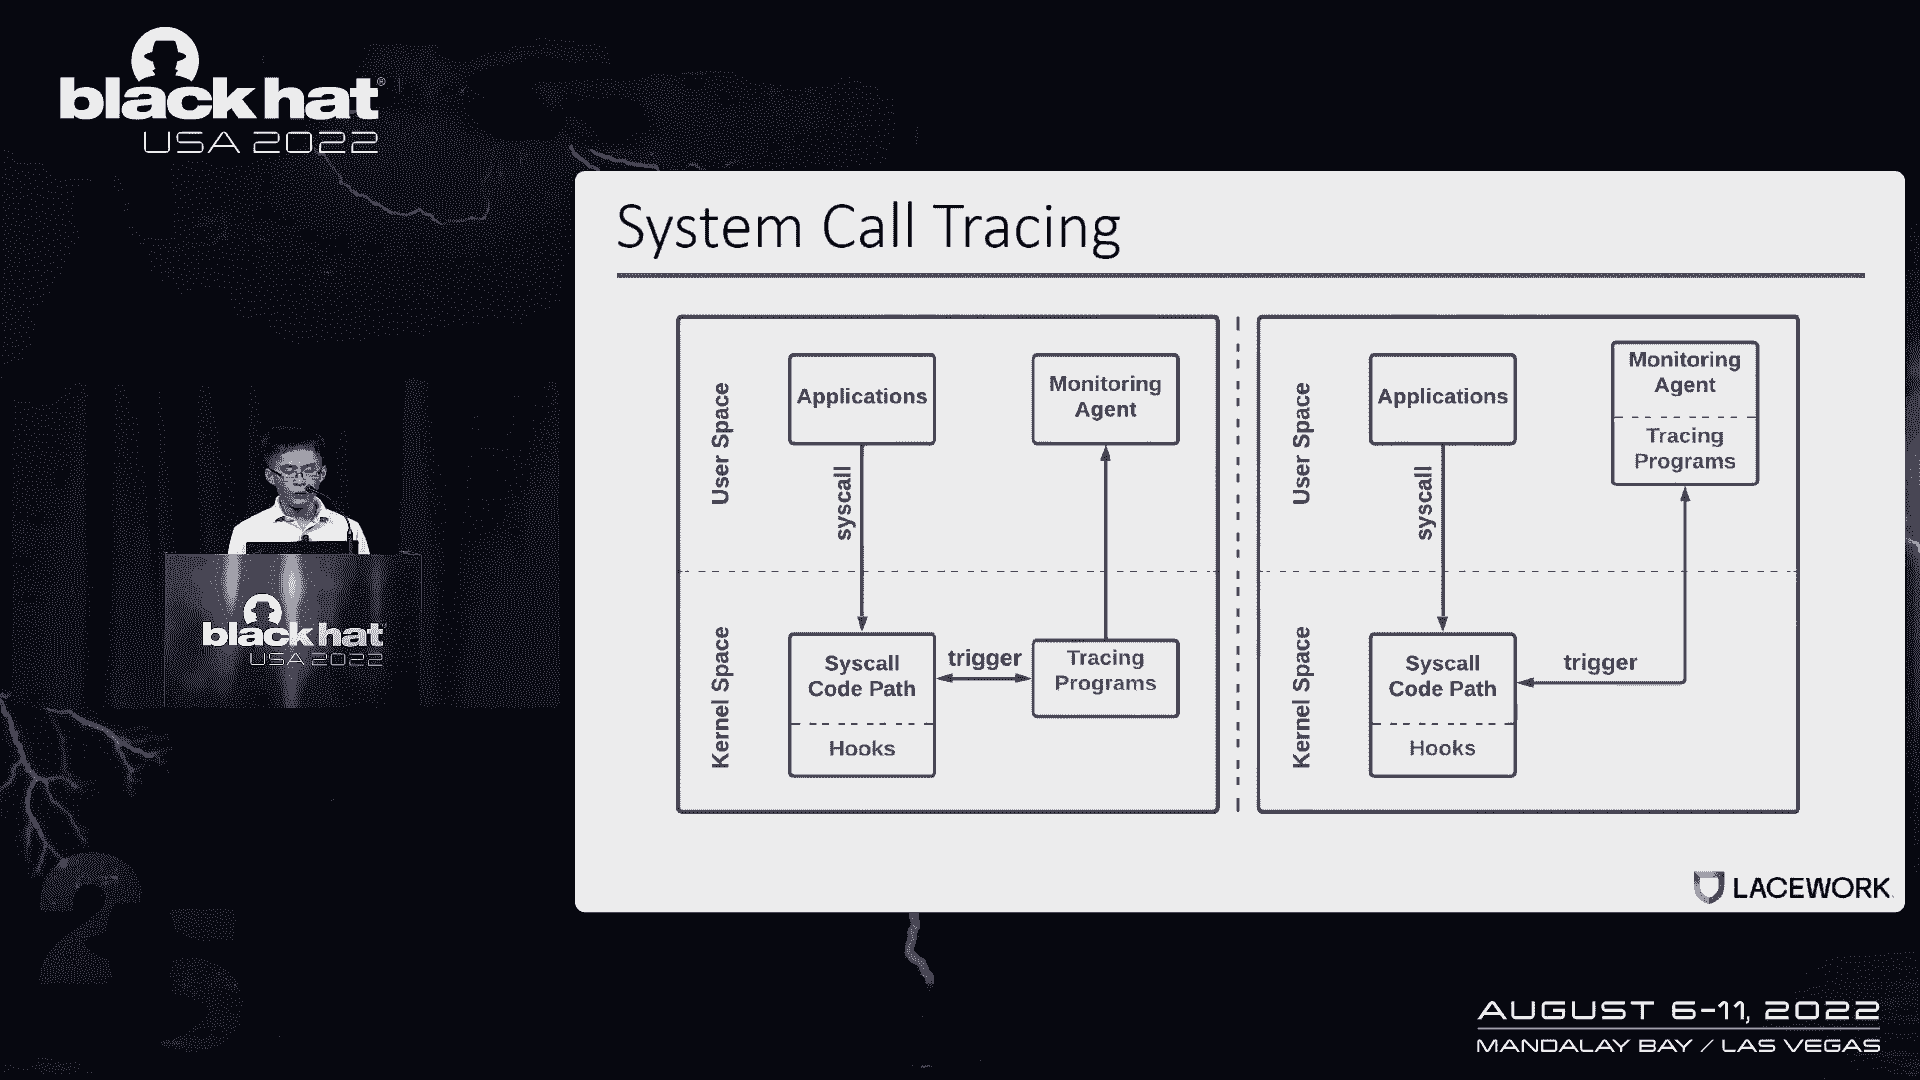 black hat®
USA 2022
System Call Tracing
User Space
Applications
Monitoring
Agent
syscall
Kernel Space
Syscall
Code Path
trigger
Tracing
Programs
Hooks
User Space
Applications
Monitoring
Agent
Tracing
Programs
syscall
Kernel Space
Syscall
Code Path
trigger
Hooks
LACEWORK
black hat
USA 2022
25
AUGUST 6-11, 2022
MANDALAY BAY / LAS VEGAS